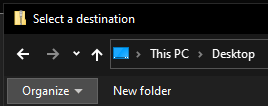 Select a destination
This PC > Desktop
Organize New folder